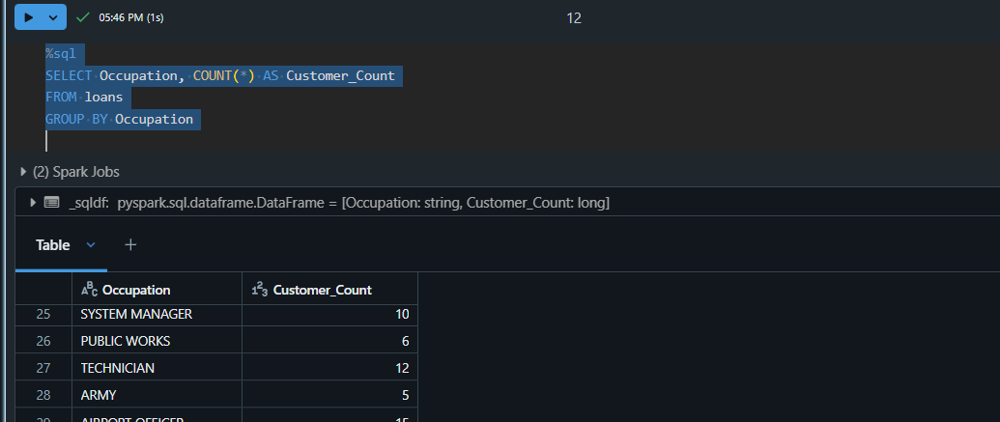 05:46 PM (1s)
12
%sql
SELECT Occupation, COUNT(*) AS Customer_Count
FROM loans
GROUP BY Occupation
(2) Spark Jobs
_sqldf: pyspark.sql.dataframe.DataFrame = [Occupation: string, Customer_Count: long]
Table
ABC Occupation 123 Customer_Count
25 SYSTEM MANAGER 10
26 PUBLIC WORKS 6
27 TECHNICIAN 12
28 ARMY 5
29 AIRPORT OFFICER 15